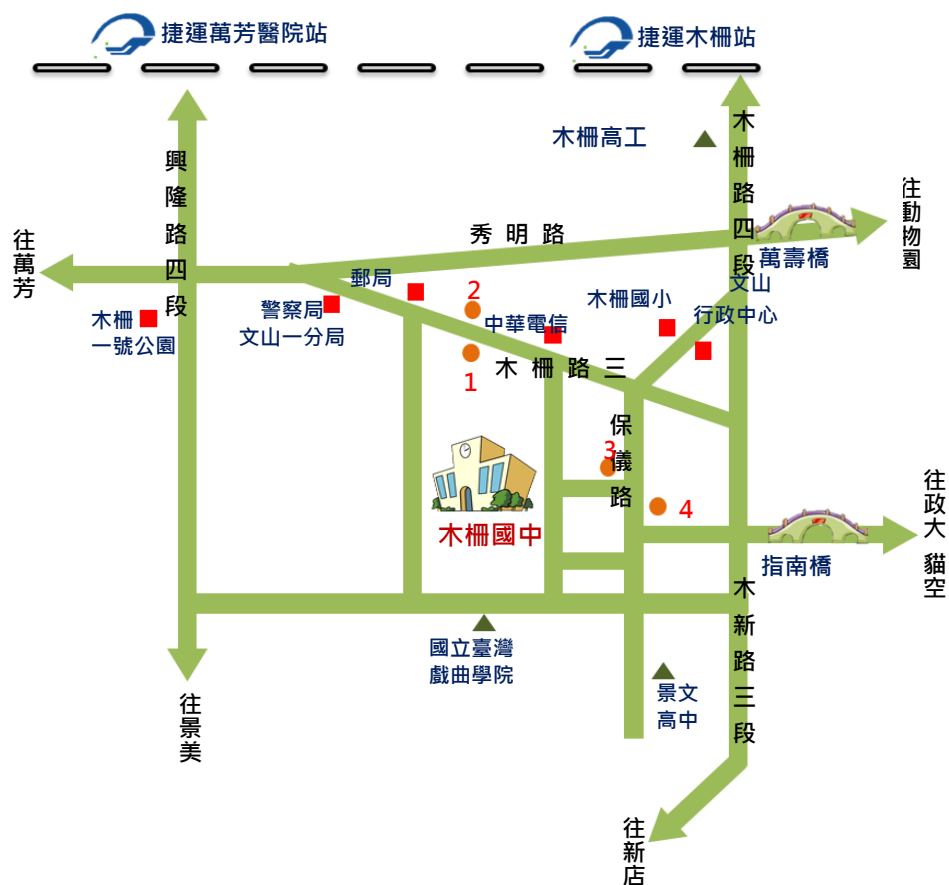 捷運萬芳醫院站
捷運木柵站
木柵高工
木柵路四段
興隆路四段
往動物園
秀明路
往萬芳
萬壽橋
郵局
2
文山
行政中心
木柵國小
警察局
文山一分局
木柵
一號公園
中華電信
1
木柵路三
保儀路
3
4
往政大 貓空
木柵國中
指南橋
木新路三段
國立臺灣
戲曲學院
景文
高中
往景美
往新店